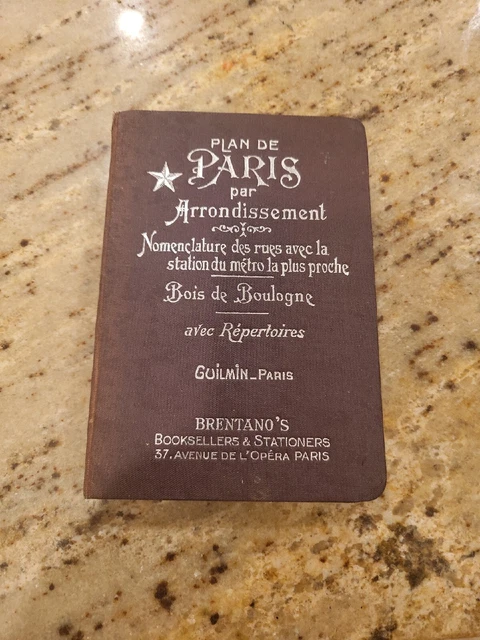 PLAN DE
PARIS
par
Arrondissement
Nomenclature des rues avec la
station du métro la plus proche
Bois de Boulogne
avec Répertoires
GUILMIN_PARIS
BRENTANO'S
BOOKSELLERS & STATIONERS
37, AVENUE DE L'OPÉRA PARIS